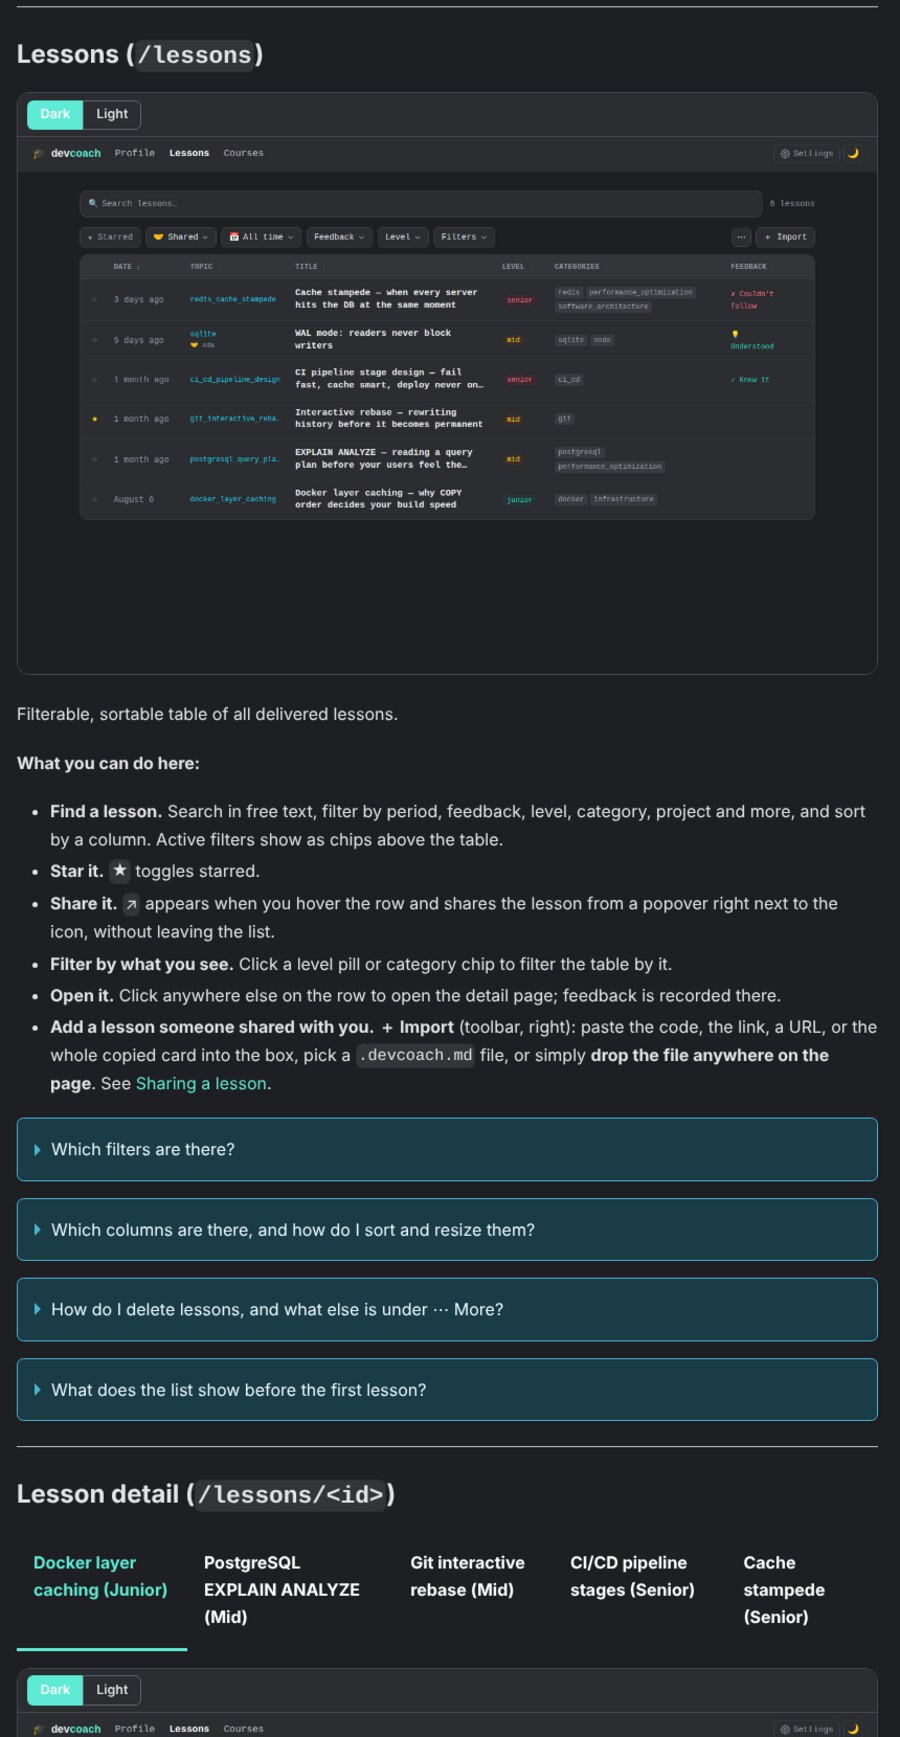 Lessons (/lessons)
Dark Light
🎓 devcoach Profile Lessons Courses Settings 🌙
🔍 Search lessons… 6 lessons
★ Starred 🤝 Shared 📅 All time Feedback Level Filters ⋯ + Import
DATE ↓ TOPIC TITLE LEVEL CATEGORIES FEEDBACK
☆ 3 days ago redis_cache_stampede Cache stampede — when every server senior redis performance_optimization ✗ Couldn't
hits the DB at the same moment software_architecture follow
☆ 5 days ago sqlite WAL mode: readers never block mid sqlite node 💡
🤝 Ada writers Understood
☆ 1 month ago ci_cd_pipeline_design CI pipeline stage design — fail senior ci_cd ✓ Knew it
fast, cache smart, deploy never on…
★ 1 month ago git_interactive_reba… Interactive rebase — rewriting mid git
history before it becomes permanent
☆ 1 month ago postgresql_query_pla… EXPLAIN ANALYZE — reading a query mid postgresql
plan before your users feel the… performance_optimization
☆ August 6 docker_layer_caching Docker layer caching — why COPY junior docker infrastructure
order decides your build speed
Filterable, sortable table of all delivered lessons.
What you can do here:
• Find a lesson. Search in free text, filter by period, feedback, level, category, project and more, and sort
by a column. Active filters show as chips above the table.
• Star it. ★ toggles starred.
• Share it. ↗ appears when you hover the row and shares the lesson from a popover right next to the
icon, without leaving the list.
• Filter by what you see. Click a level pill or category chip to filter the table by it.
• Open it. Click anywhere else on the row to open the detail page; feedback is recorded there.
• Add a lesson someone shared with you. + Import (toolbar, right): paste the code, the link, a URL, or the
whole copied card into the box, pick a .devcoach.md file, or simply drop the file anywhere on the
page. See Sharing a lesson.
Which filters are there?
Which columns are there, and how do I sort and resize them?
How do I delete lessons, and what else is under ⋯ More?
What does the list show before the first lesson?
Lesson detail (/lessons/<id>)
Docker layer PostgreSQL Git interactive CI/CD pipeline Cache
caching (Junior) EXPLAIN ANALYZE rebase (Mid) stages (Senior) stampede
(Mid) (Senior)
Dark Light
🎓 devcoach Profile Lessons Courses Settings 🌙